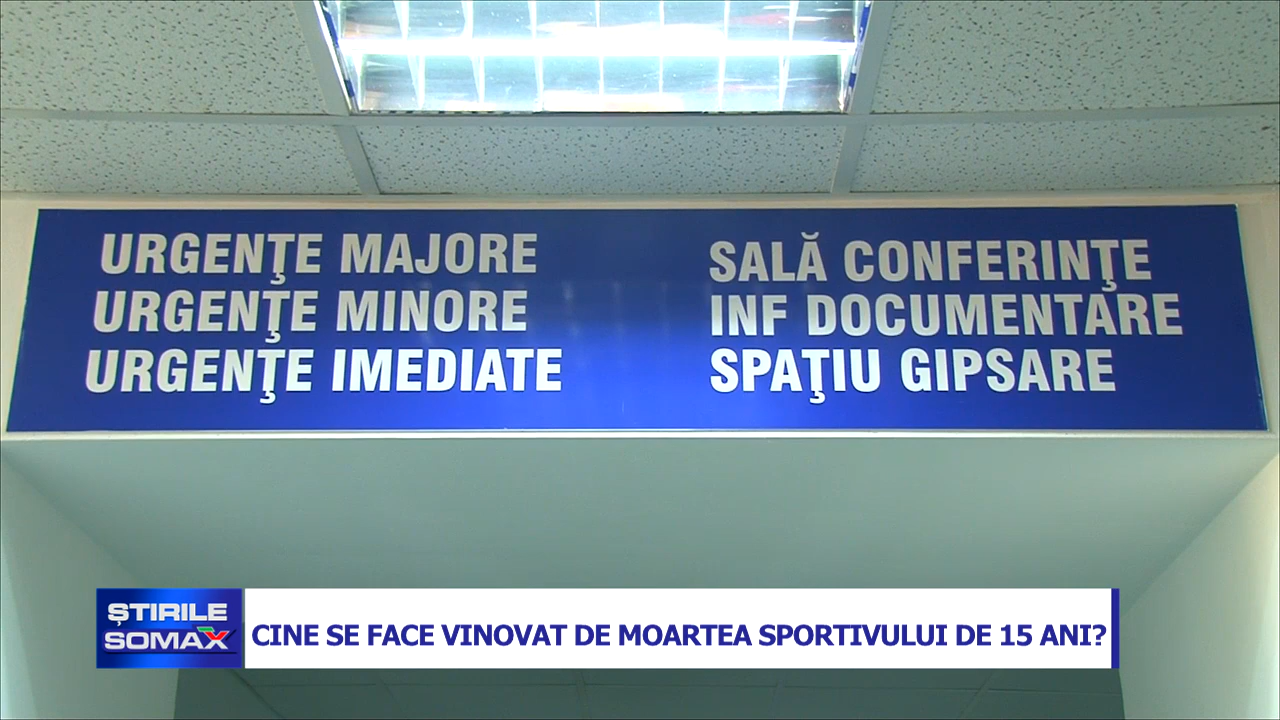 URGENŢE MAJORE
URGENŢE MINORE
URGENŢE IMEDIATE
SALĂ CONFERINŢE
INF DOCUMENTARE
SPAŢIU GIPSARE
ŞTIRILE
SOMAX
CINE SE FACE VINOVAT DE MOARTEA SPORTIVULUI DE 15 ANI?